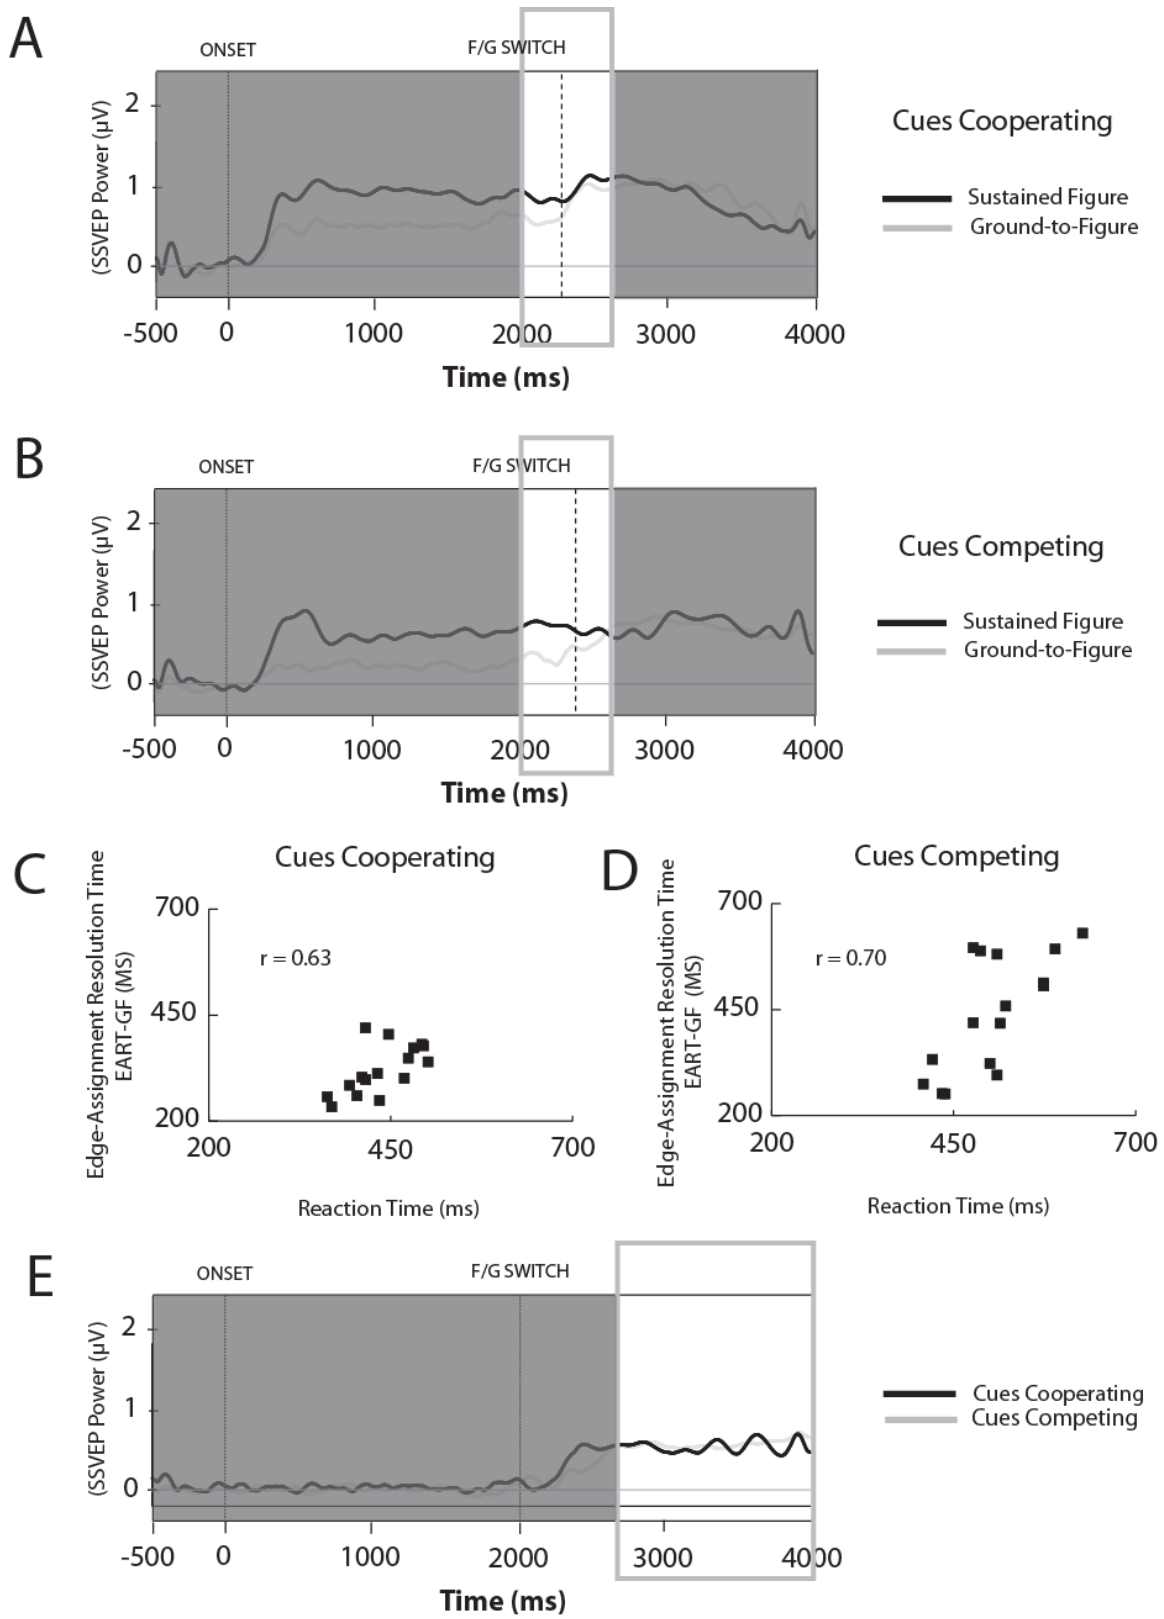 A
ONSET
F/G SWITCH
(SSVEP Power (µV)
2
1
0
-500
0
1000
2000
3000
4000
Time (ms)
Cues Cooperating
Sustained Figure
Ground-to-Figure
B
ONSET
F/G SWITCH
(SSVEP Power (µV)
2
1
0
-500
0
1000
2000
3000
4000
Time (ms)
Cues Competing
Sustained Figure
Ground-to-Figure
C
Cues Cooperating
Edge-Assignment Resolution Time
EART-GF (MS)
700
450
200
r = 0.63
200
450
700
Reaction Time (ms)
D
Cues Competing
Edge-Assignment Resolution Time
EART-GF (MS)
700
450
200
r = 0.70
200
450
700
Reaction Time (ms)
E
ONSET
F/G SWITCH
(SSVEP Power (µV)
2
1
0
-500
0
1000
2000
3000
4000
Time (ms)
Cues Cooperating
Cues Competing